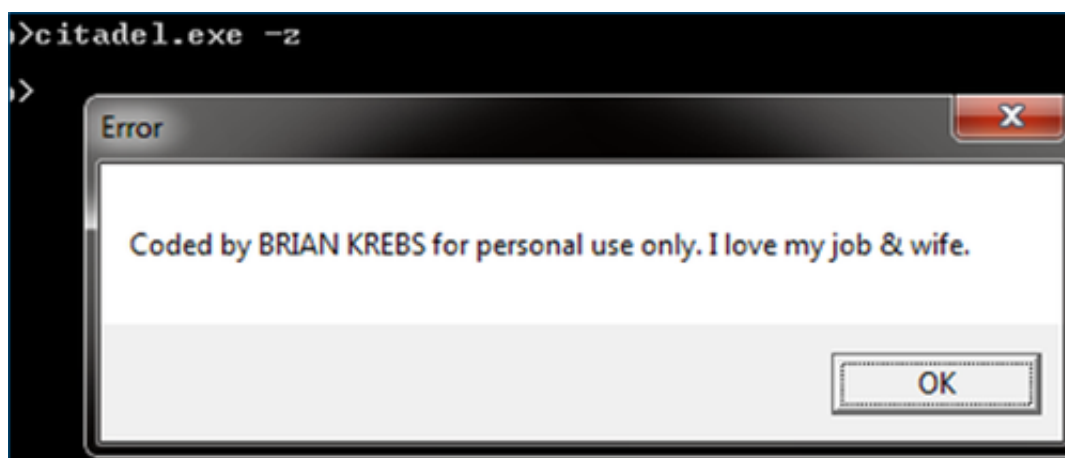 >citadel.exe -z
>
Error
Coded by BRIAN KREBS for personal use only. I love my job & wife.
OK